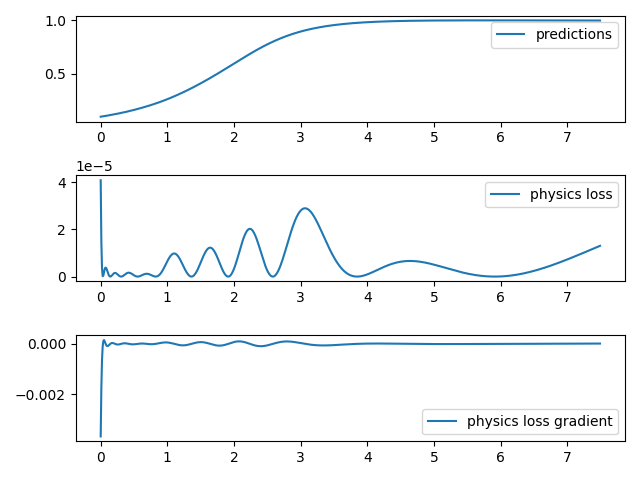 1.0
0.5
predictions
0 1 2 3 4 5 6 7
1e−5
4
2
0
physics loss
0 1 2 3 4 5 6 7
0.000
−0.002
physics loss gradient
0 1 2 3 4 5 6 7